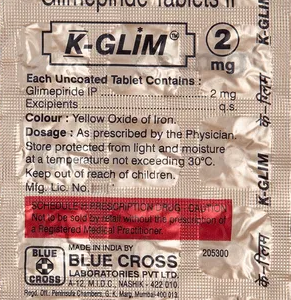 Glimepiride Tablets I
K-GLIM™ 2 mg
Each Uncoated Tablet Contains :
Glimepiride IP 2 mg
Excipients q.s.
Colour : Yellow Oxide of Iron.
Dosage : As prescribed by the Physician.
Store protected from light and moisture
at a temperature not exceeding 30°C.
Keep out of reach of children.
Mfg. Lic. No.
SCHEDULE PRESCRIPTION DRUG - CAUTION
Not to be sold by retail without the prescription of
a Registered Medical Practitioner.
MADE IN INDIA BY
BLUE CROSS
BLUE CROSS
LABORATORIES PVT LTD.
A-12, M.I.D.C., NASHIK - 422 010
Regd. Off.: Peninsula Chambers, G. K. Marg, Mumbai 400 013.
205300
K-GLIM
के-ग्लिम
K-GLIM
के-ग्लिम